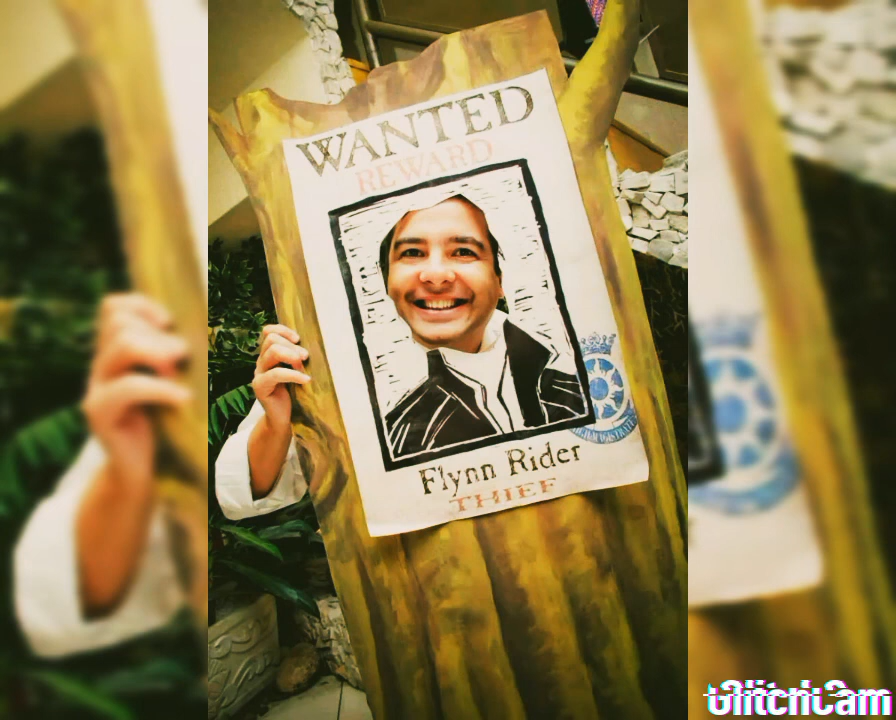 WANTED
REWARD
Flynn Rider
THIEF
GlitchCam